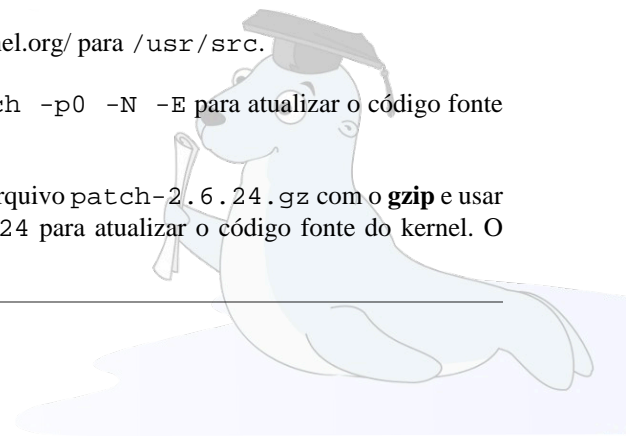 nel.org/ para /usr/src.
ch -p0 -N -E para atualizar o código fonte
rquivo patch-2.6.24.gz com o gzip e usar
24 para atualizar o código fonte do kernel. O